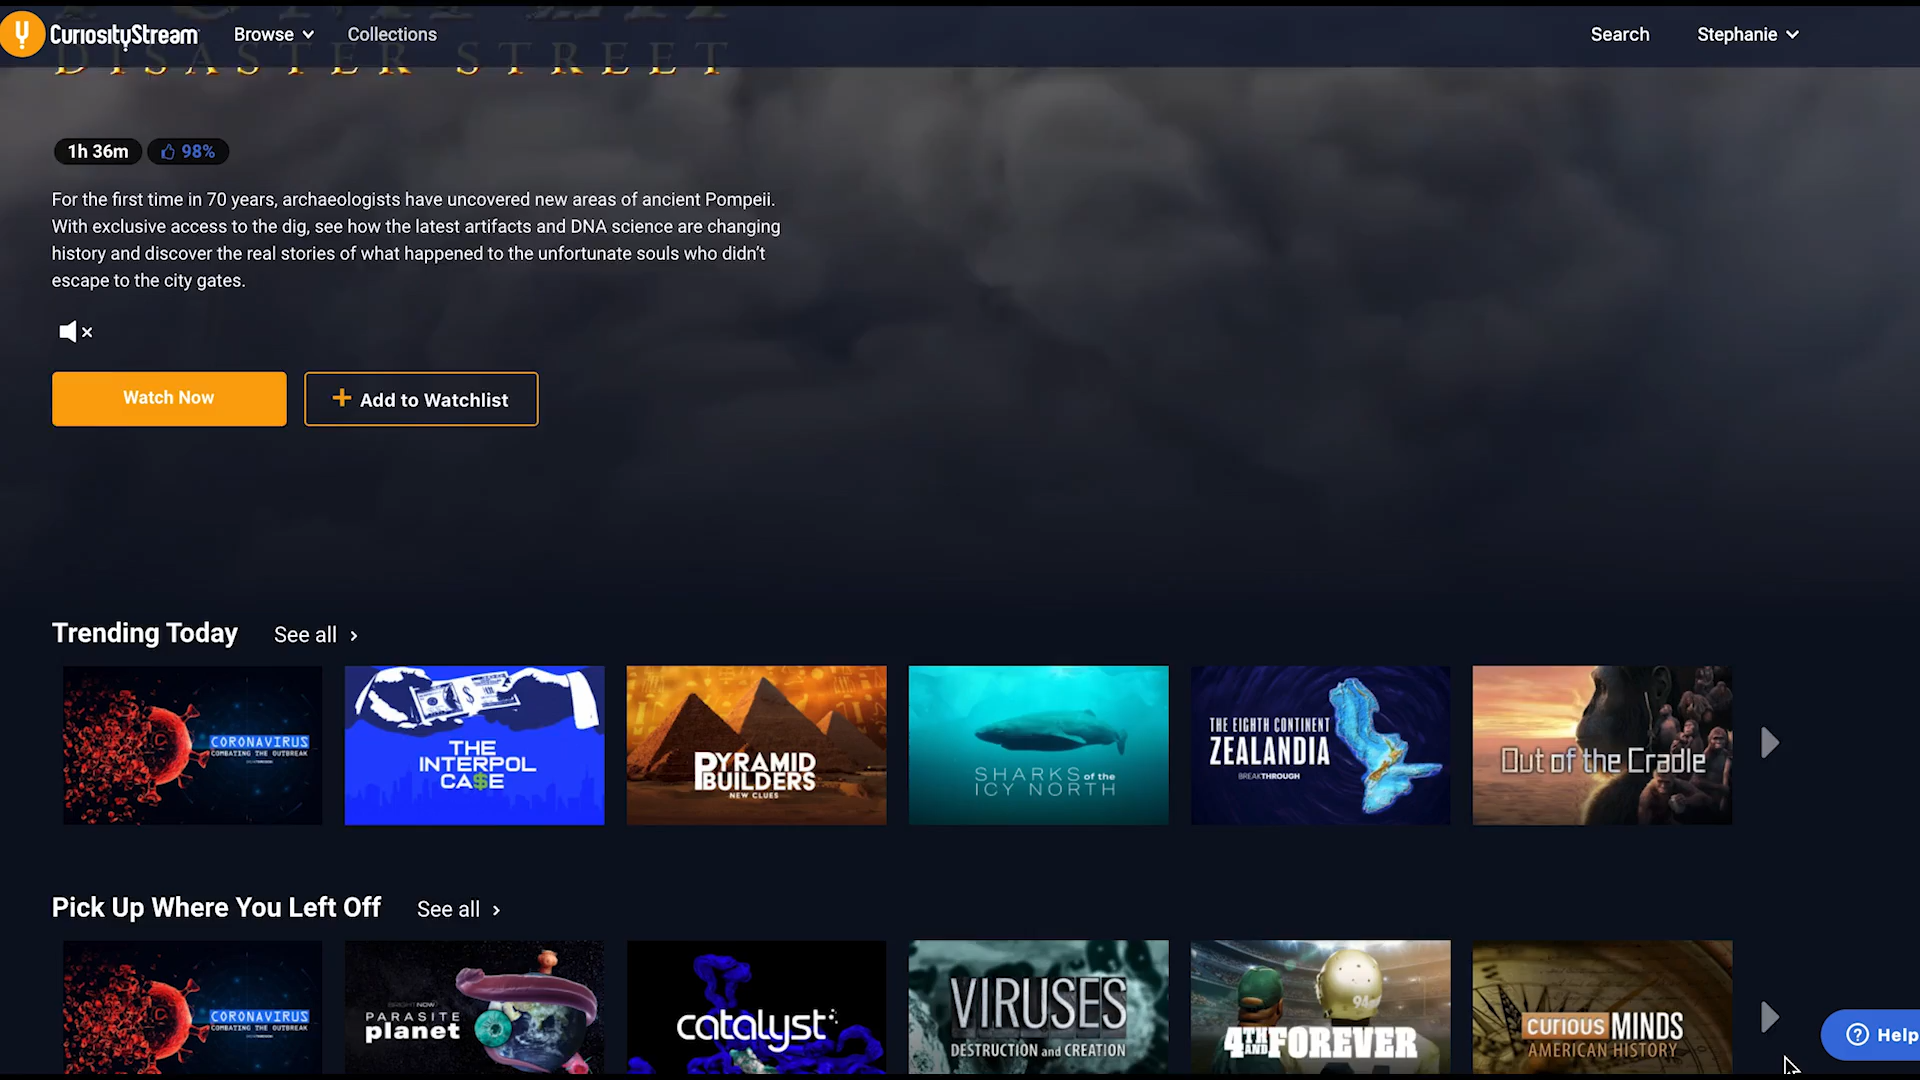 CuriosityStream
Browse
Collections
Search
Stephanie
DISASTER STREET
1h 36m
98%
For the first time in 70 years, archaeologists have uncovered new areas of ancient Pompeii.
With exclusive access to the dig, see how the latest artifacts and DNA science are changing
history and discover the real stories of what happened to the unfortunate souls who didn’t
escape to the city gates.
Watch Now
Add to Watchlist
Trending Today
See all
CORONAVIRUS
COMBATING THE OUTBREAK
THE
INTERPOL
CA$E
PYRAMID
BUILDERS
NEW CLUES
SHARKS of the
ICY NORTH
THE EIGHTH CONTINENT
ZEALANDIA
BREAKTHROUGH
Out of the Cradle
Pick Up Where You Left Off
See all
CORONAVIRUS
COMBATING THE OUTBREAK
BRIGHT NOW
PARASITE
planet
catalyst
VIRUSES
DESTRUCTION and CREATION
4TH AND FOREVER
94
CURIOUS MINDS
AMERICAN HISTORY
Help